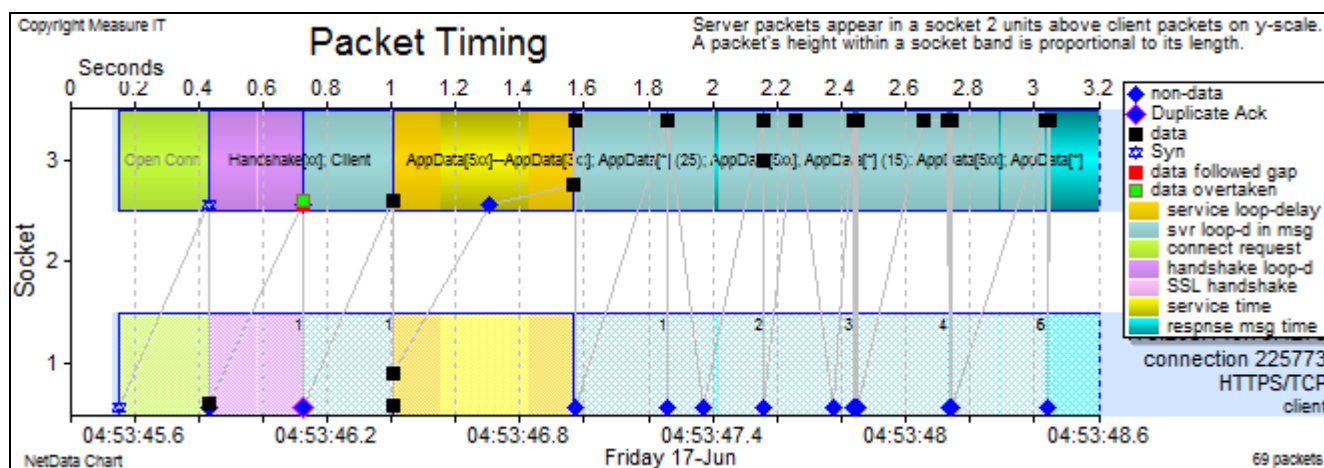 Copyright Measure IT
Packet Timing
Server packets appear in a socket 2 units above client packets on y-scale.
A packet's height within a socket band is proportional to its length.
Seconds
0 0.2 0.4 0.6 0.8 1 1.2 1.4 1.6 1.8 2 2.2 2.4 2.6 2.8 3 3.2
non-data
Duplicate Ack
data
Syn
data followed gap
data overtaken
service loop-delay
svr loop-d in msg
connect request
handshake loop-d
SSL handshake
service time
respnse msg time
Socket
3
2
1
Open Conn
Handshake[xx]; Client
AppData[5xx]---AppData[3xx]; AppData[*] (25); AppData[5xx], AppData[*] (15); AppData[5xx]; AppData[*]
1 1 1 2 3 4 6
connection 225773
HTTPS/TCP
client
04:53:45.6 04:53:46.2 04:53:46.8 04:53:47.4 04:53:48 04:53:48.6
Friday 17-Jun
NetData Chart
69 packets